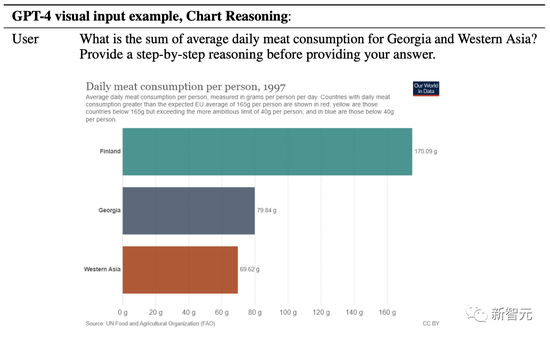 GPT-4 visual input example, Chart Reasoning:
User
What is the sum of average daily meat consumption for Georgia and Western Asia?
Provide a step-by-step reasoning before providing your answer.
Daily meat consumption per person, 1997
Our World
in Data
Average daily meat consumption per person, measured in grams per person per day. Countries with daily meat
consumption greater than the expected EU average of 165g per person are shown in red; yellow are those
countries below 165g but exceeding the more ambitious limit of 40g per person; and in blue are those below 40g
per person.
Finland
175.09 g
Georgia
79.84 g
Western Asia
69.62 g
0 g 20 g 40 g 60 g 80 g 100 g 120 g 140 g 160 g
Source: UN Food and Agricultural Organization (FAO)
CC BY
新智元